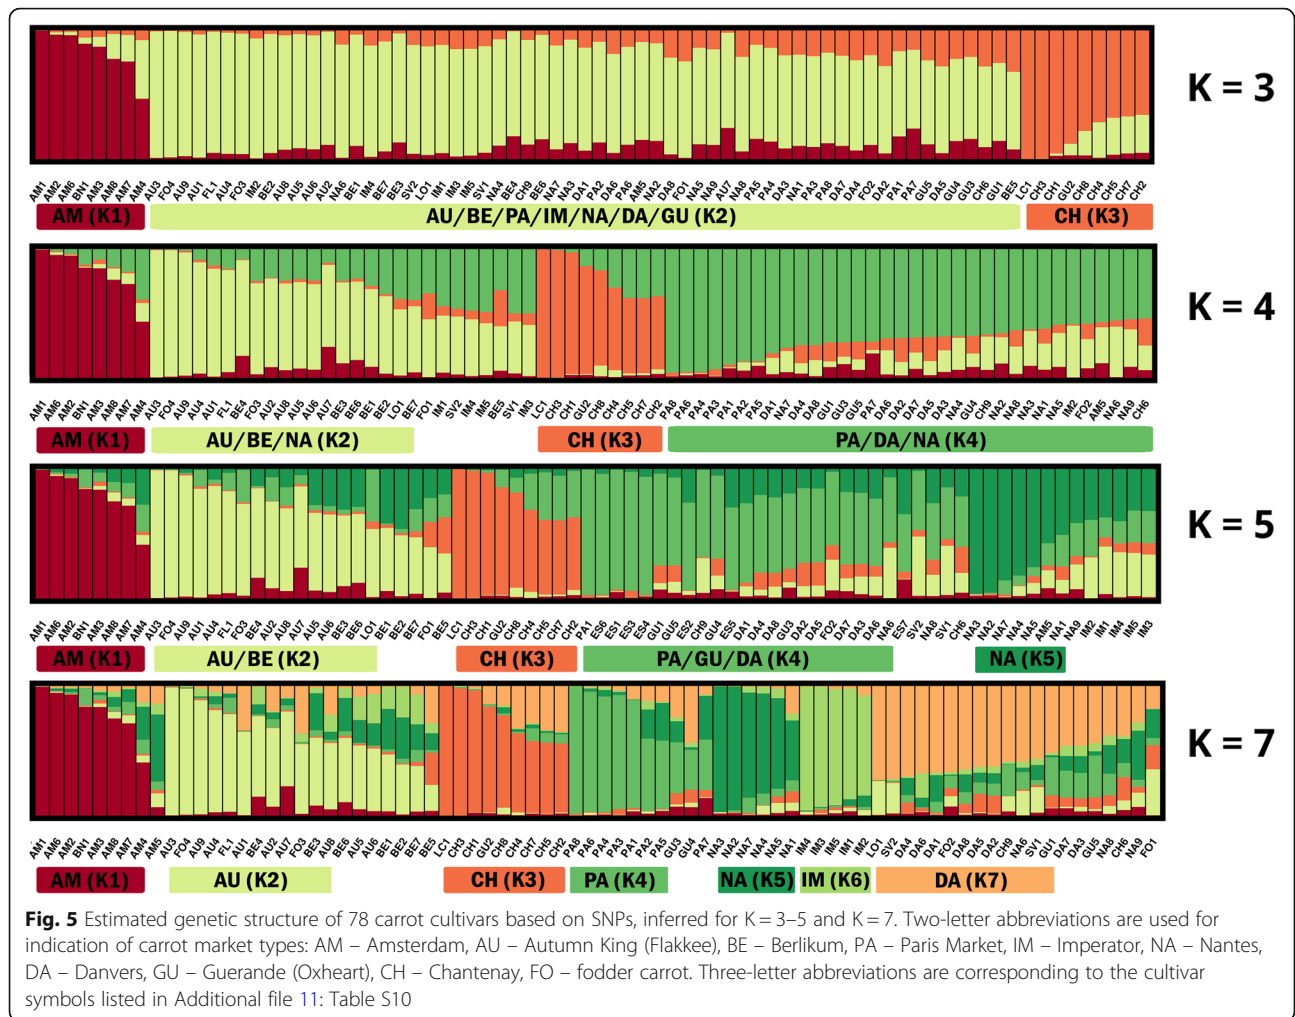 K = 3
AM1 AM2 AM6 BN1 AM3 AM8 AM7 AM4 AU3 FO4 AU9 AU1 FL1 AU4 FO3 IM2 BE2 AU8 AU5 AU6 AU2 NA6 BE1 IM4 BE7 BE3 SV2 LO1 IM1 IM3 IM5 SV1 NA4 BE4 CH9 BE6 NA7 NA3 DA1 PA2 DA6 PA6 AM5 NA2 DA8 FO1 NA5 NA9 AU7 NA8 PA5 PA4 DA3 NA1 PA3 PA8 DA7 DA4 FO2 DA2 PA1 PA7 GU5 DA5 GU4 GU3 CH6 GU1 BE5 LC1 CH3 CH1 GU2 CH8 CH4 CH5 CH7 CH2
AM (K1) AU/BE/PA/IM/NA/DA/GU (K2) CH (K3)
K = 4
AM1 AM6 AM2 BN1 AM3 AM8 AM7 AM4 AU3 FO4 AU9 AU4 AU1 FL1 BE4 FO3 AU2 AU8 AU5 AU6 AU7 BE3 BE6 BE1 BE2 LO1 BE7 FO1 IM1 SV2 IM4 IM5 BE5 SV1 IM3 LC1 CH3 CH1 GU2 CH8 CH4 CH5 CH7 CH2 PA8 PA6 PA4 PA3 PA1 PA2 PA5 DA1 NA7 DA4 DA8 GU1 GU3 GU5 PA7 DA6 DA2 DA7 DA5 DA3 NA4 GU4 CH9 NA2 NA8 NA3 NA1 NA5 IM2 FO2 AM5 NA6 NA9 CH6
AM (K1) AU/BE/NA (K2) CH (K3) PA/DA/NA (K4)
K = 5
AM1 AM6 AM2 BN1 AM3 AM8 AM7 AM4 AU3 FO4 AU9 AU1 AU4 FL1 FO3 BE4 AU2 AU8 AU7 AU5 AU6 BE3 BE6 LO1 BE1 BE2 BE7 FO1 BE5 LC1 CH3 CH1 GU2 CH8 CH4 CH5 CH7 CH2 PA1 ES6 ES1 ES3 ES4 GU1 GU5 ES2 CH9 GU4 ES5 DA1 DA4 DA8 GU3 DA2 DA5 FO2 DA7 DA3 DA6 NA6 ES7 SV2 NA8 SV1 CH6 NA3 NA2 NA7 NA4 NA5 AM5 NA1 NA9 IM2 IM1 IM4 IM5 IM3
AM (K1) AU/BE (K2) CH (K3) PA/GU/DA (K4) NA (K5)
K = 7
AM1 AM6 AM2 BN1 AM3 AM8 AM7 AM4 AM5 AU3 FO4 AU9 AU4 FL1 AU1 BE4 AU2 AU7 FO3 BE3 AU8 BE6 AU5 AU6 BE1 BE2 BE7 BE5 LC1 CH3 CH1 GU2 CH8 CH4 CH7 CH5 CH2 PA8 PA6 PA4 PA3 PA1 PA2 PA5 GU3 GU4 PA7 NA3 NA2 NA7 NA4 NA5 NA1 IM4 IM3 IM5 IM1 IM2 LO1 SV2 DA4 DA6 DA1 FO2 DA8 DA5 DA2 CH9 NA6 SV1 GU1 DA7 DA3 GU5 NA8 CH6 NA9 FO1
AM (K1) AU (K2) CH (K3) PA (K4) NA (K5) IM (K6) DA (K7)
Fig. 5 Estimated genetic structure of 78 carrot cultivars based on SNPs, inferred for K = 3–5 and K = 7. Two-letter abbreviations are used for
indication of carrot market types: AM – Amsterdam, AU – Autumn King (Flakkee), BE – Berlikum, PA – Paris Market, IM – Imperator, NA – Nantes,
DA – Danvers, GU – Guerande (Oxheart), CH – Chantenay, FO – fodder carrot. Three-letter abbreviations are corresponding to the cultivar
symbols listed in Additional file 11: Table S10